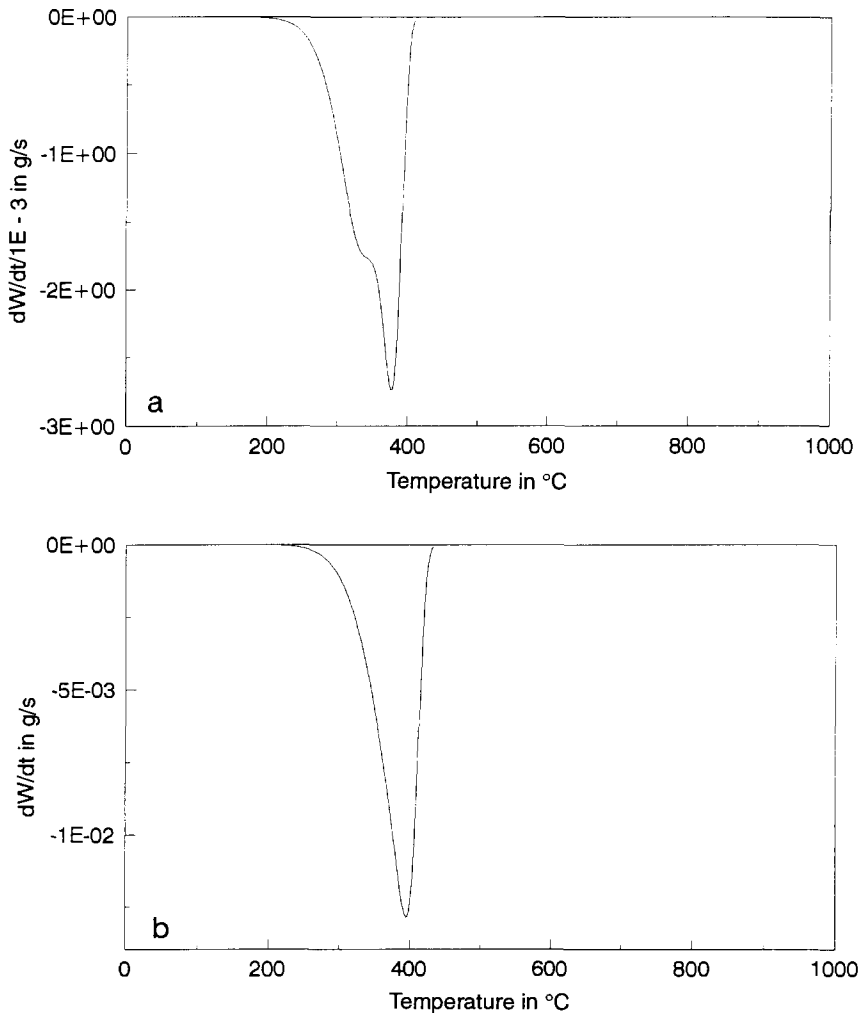 0E+00
-1E+00
-2E+00
-3E+00
dW/dt/1E - 3 in g/s
a
0 200 400 600 800 1000
Temperature in °C
0E+00
-5E-03
-1E-02
dW/dt in g/s
b
0 200 400 600 800 1000
Temperature in °C